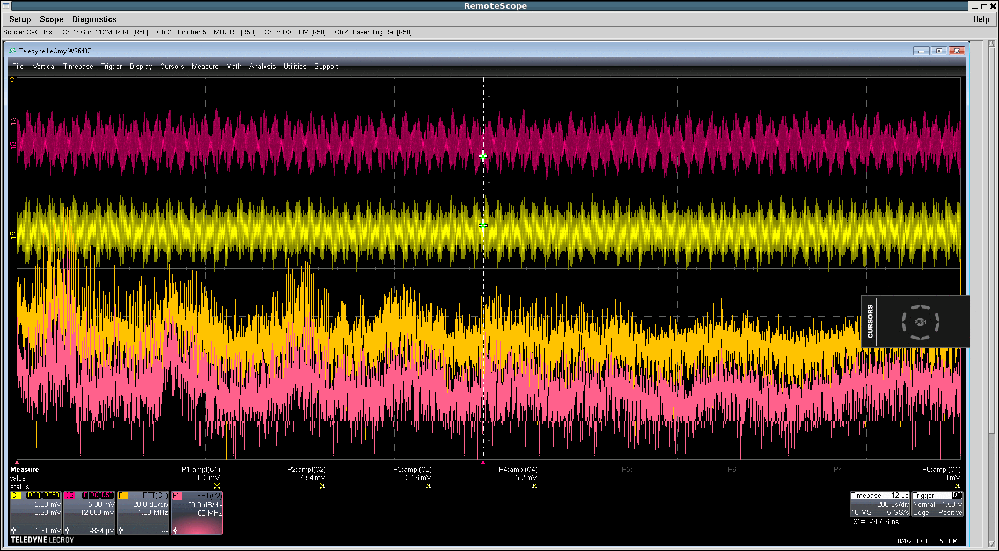 RemoteScope
Setup Scope Diagnostics Help
Scope: CeC_Inst Ch 1: Gun 112MHz RF [R50] Ch 2: Buncher 500MHz RF [R50] Ch 3: DX BPM [R50] Ch 4: Laser Trig Ref [R50]
Teledyne LeCroy WR640Zi
File Vertical Timebase Trigger Display Cursors Measure Math Analysis Utilities Support
F1
F2
C2
C1
CURSORS
PUSH
Measure P1:ampl(C1) P2:ampl(C2) P3:ampl(C3) P4:ampl(C4) P5:--- P6:--- P7:--- P8:ampl(C1)
value 8.3 mV 7.54 mV 3.56 mV 5.2 mV 8.3 mV
status
C1 DSQ DC50 C2 F DQ D50 F1 FFT(C1) F2 FFT(C2) Timebase -12 µs Trigger
5.00 mV 5.00 mV 20.0 dB/div 20.0 dB/div 200 µs/div Normal 1.50 V
3.20 mV 12.600 mV 1.00 MHz 1.00 MHz 10 MS 5 GS/s Edge Positive
X1= -204.6 ns
1.31 mV -834 µV --- ---
TELEDYNE LECROY 8/4/2017 1:38:50 PM